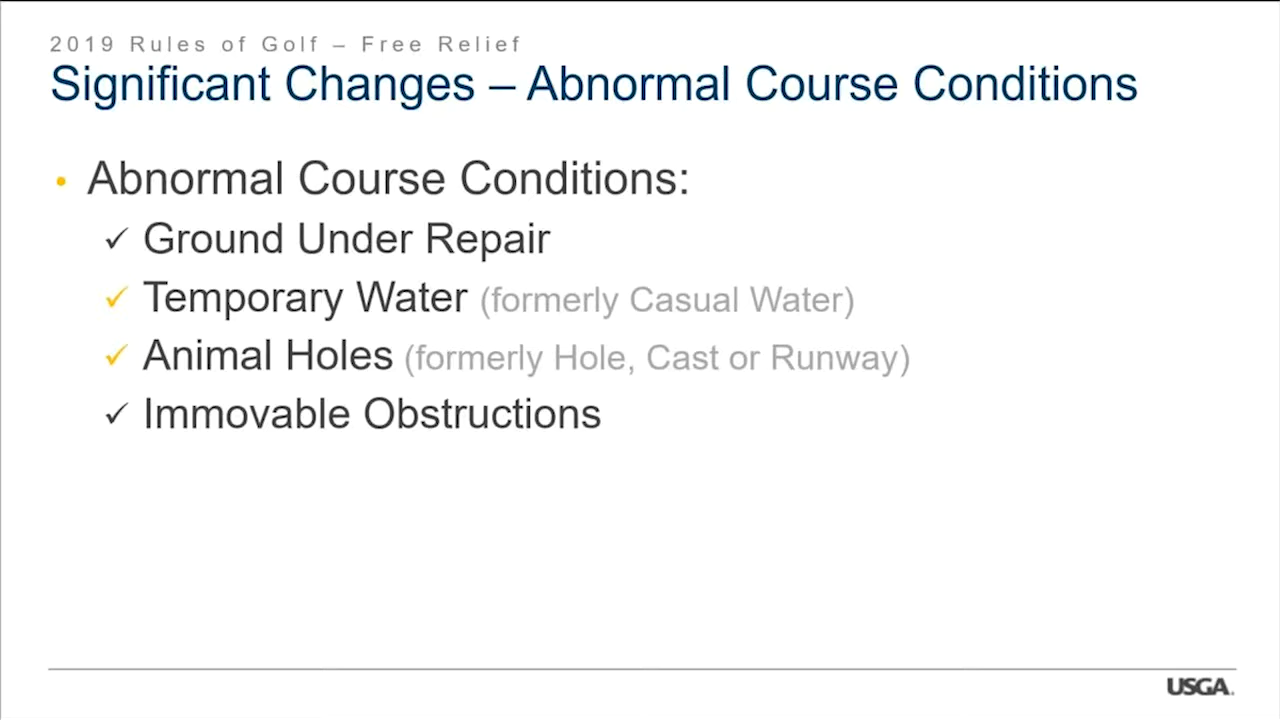 2019 Rules of Golf – Free Relief
Significant Changes – Abnormal Course Conditions
• Abnormal Course Conditions:
✓ Ground Under Repair
✓ Temporary Water (formerly Casual Water)
✓ Animal Holes (formerly Hole, Cast or Runway)
✓ Immovable Obstructions
USGA.